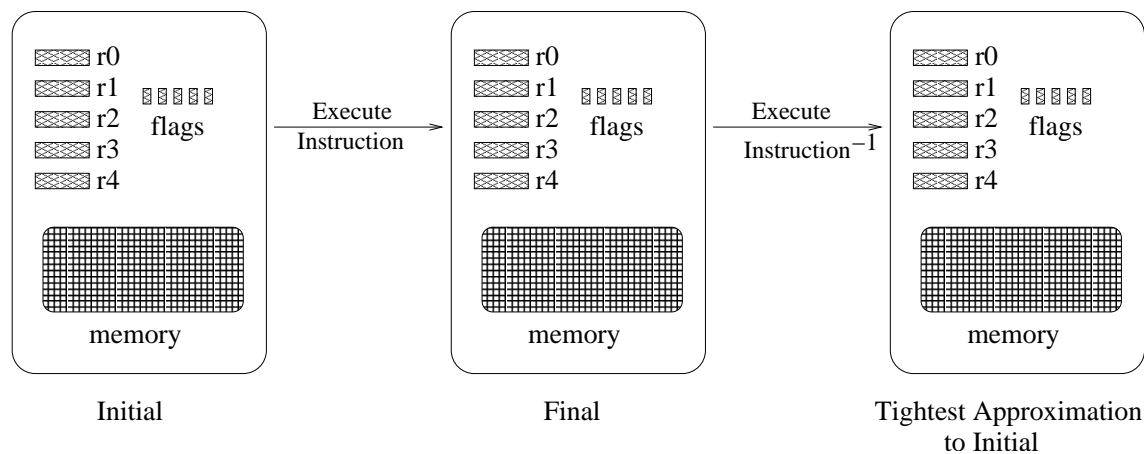 r0
r1
r2
r3
r4
flags
memory
Initial
Execute
Instruction
r0
r1
r2
r3
r4
flags
memory
Final
Execute
Instruction⁻¹
r0
r1
r2
r3
r4
flags
memory
Tightest Approximation
to Initial